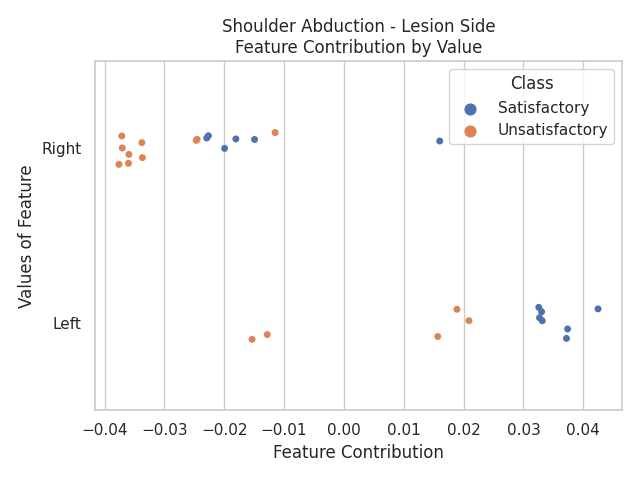 Shoulder Abduction - Lesion Side
Feature Contribution by Value
Class
Satisfactory
Unsatisfactory
Values of Feature
Right
Left
−0.04 −0.03 −0.02 −0.01 0.00 0.01 0.02 0.03 0.04
Feature Contribution